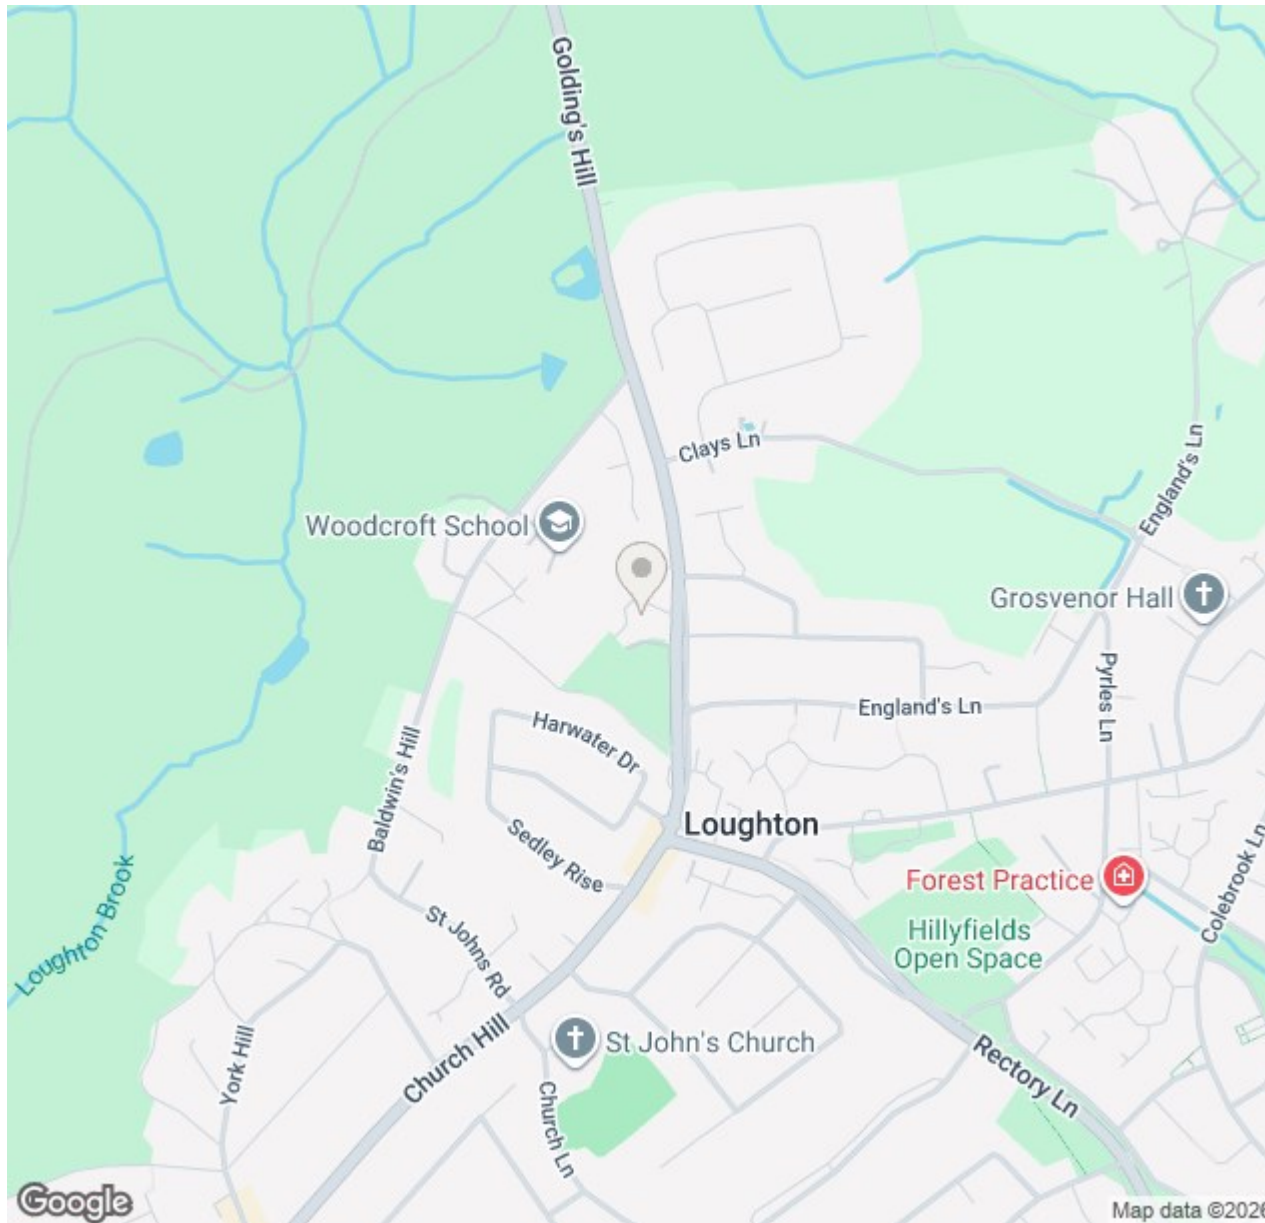 Golding's Hill
Clays Ln
England's Ln
Woodcroft School
Grosvenor Hall
Pyrles Ln
England's Ln
Harwater Dr
Baldwin's Hill
Loughton
Sedley Rise
Forest Practice
Colebrook Ln
Loughton Brook
St Johns Rd
Hillyfields
Open Space
York Hill
Church Hill
St John's Church
Rectory Ln
Church Ln
Google
Map data ©2026